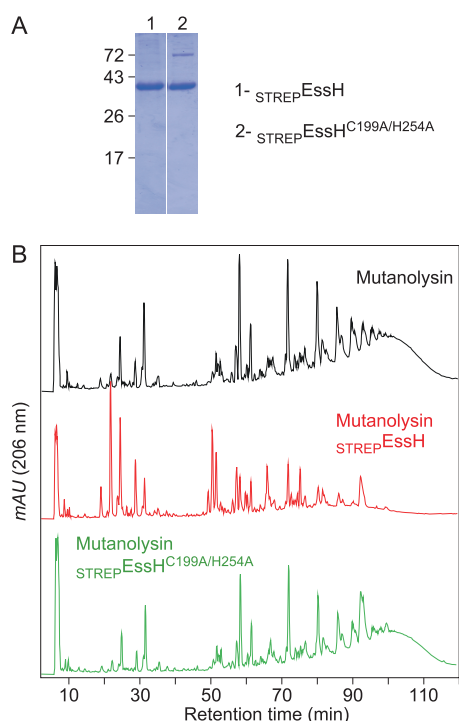 A
1 2
72
43
26
17
1- STREPEssH
2- STREPEssHC199A/H254A
B
Mutanolysin
Mutanolysin
STREPEssH
Mutanolysin
STREPEssHC199A/H254A
mAU (206 nm)
10 30 50 70 90 110
Retention time (min)